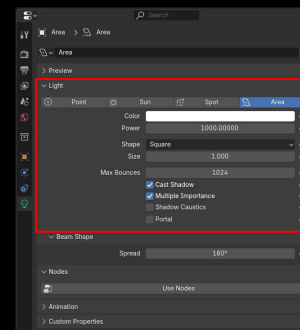 Search
Area > Area
Area
> Preview
Light
Point Sun Spot Area
Color
Power 1000.00000
Shape Square
Size 1.000
Max Bounces 1024
Cast Shadow
Multiple Importance
Shadow Caustics
Portal
Beam Shape
Spread 180°
Nodes
Use Nodes
> Animation
> Custom Properties